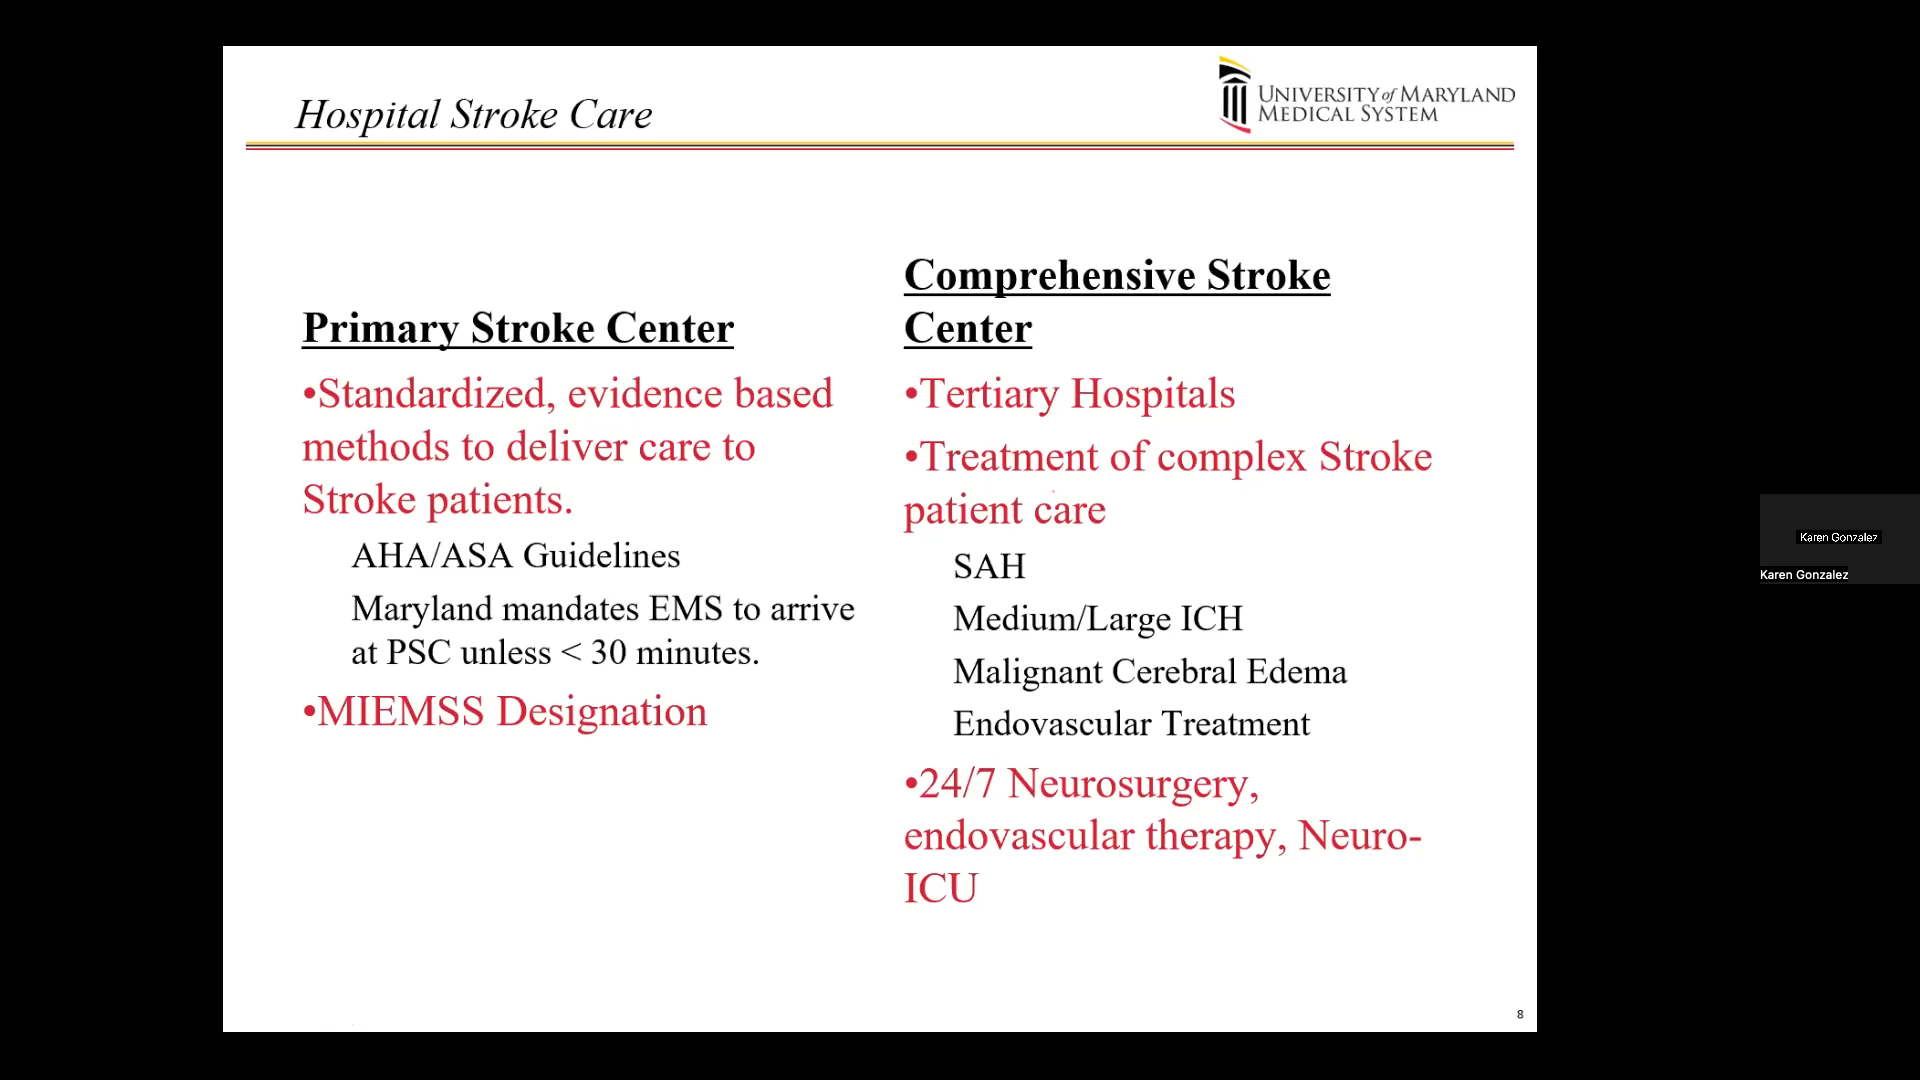 Hospital Stroke Care
UNIVERSITY of MARYLAND
MEDICAL SYSTEM
Primary Stroke Center
•Standardized, evidence based
methods to deliver care to
Stroke patients.
AHA/ASA Guidelines
Maryland mandates EMS to arrive
at PSC unless < 30 minutes.
•MIEMSS Designation
Comprehensive Stroke
Center
•Tertiary Hospitals
•Treatment of complex Stroke
patient care
SAH
Medium/Large ICH
Malignant Cerebral Edema
Endovascular Treatment
•24/7 Neurosurgery,
endovascular therapy, Neuro-
ICU
8
Karen Gonzalez
Karen Gonzalez